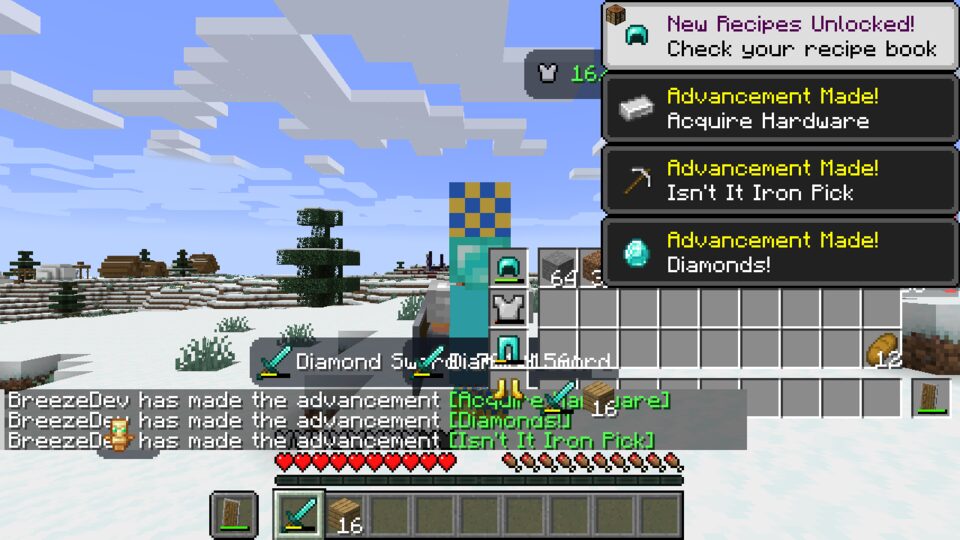 New Recipes Unlocked!
Check your recipe book
16.
Advancement Made!
Acquire Hardware
Advancement Made!
Isn't It Iron Pick
Advancement Made!
Diamonds!
64
12
Diamond
16
BreezeDev has made the advancement
BreezeDev has made the advancement [Diamonds!]
has made the advancement [Isn't It Iron Pick]
16